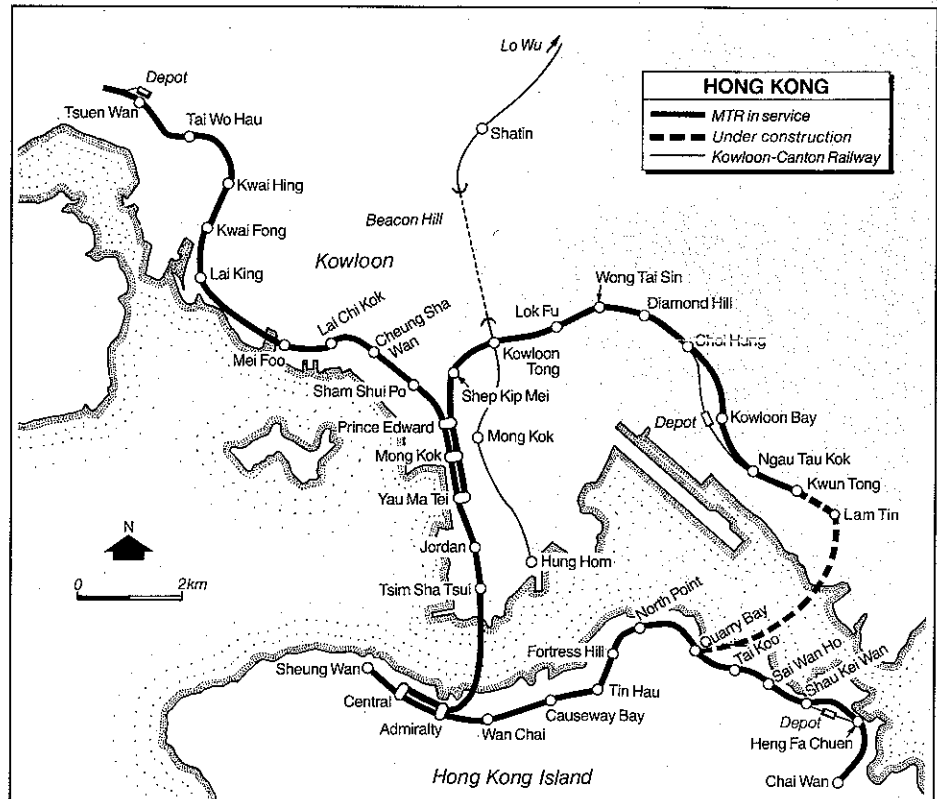 Lo Wu
Depot
Tsuen Wan
Tai Wo Hau
HONG KONG
MTR in service
Under construction
Kowloon-Canton Railway
Shatin
Kwai Hing
Beacon Hill
Kwai Fong
Kowloon
Lai King
Wong Tai Sin
Diamond Hill
Lok Fu
Choi Hung
Lai Chi Kok
Cheung Sha
Wan
Mei Foo
Kowloon
Tong
Sham Shui Po
Shep Kip Mei
Prince Edward
Mong Kok
Depot
Kowloon Bay
Mong Kok
Ngau Tau Kok
Kwun Tong
Yau Ma Tei
Lam Tin
N
Jordan
Hung Hom
0 2km
Tsim Sha Tsui
North Point
Quarry Bay
Fortress Hill
Tai Koo
Sai Wan Ho
Shau Kei Wan
Sheung Wan
Tin Hau
Central
Causeway Bay
Admiralty
Wan Chai
Depot
Heng Fa Chuen
Hong Kong Island
Chai Wan